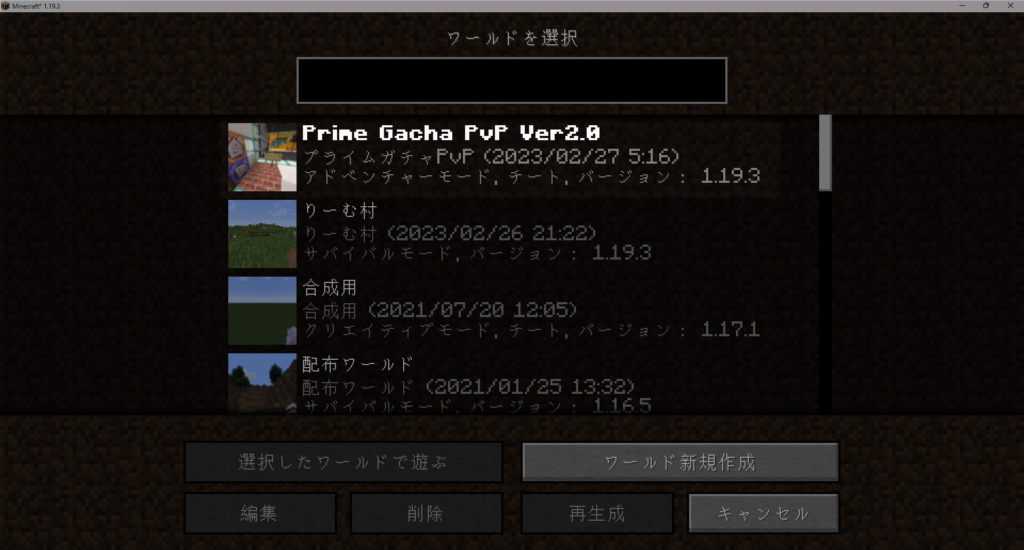 Minecraft* 1.19.3
ワールドを選択
Prime Gacha PvP Ver2.0
プライムガチャPvP (2023/02/27 5:16)
アドベンチャーモード, チート, バージョン： 1.19.3
りーむ村
りーむ村 (2023/02/26 21:22)
サバイバルモード, バージョン： 1.19.3
合成用
合成用 (2021/07/20 12:05)
クリエイティブモード, チート, バージョン： 1.17.1
配布ワールド
配布ワールド (2021/01/25 13:32)
サバイバルモード, バージョン： 1.16.5
選択したワールドで遊ぶ
ワールド新規作成
編集
削除
再生成
キャンセル